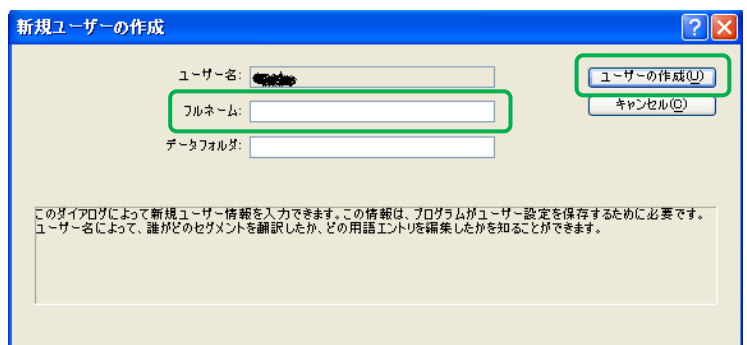 新規ユーザーの作成
ユーザー名:
ユーザーの作成(U)
フルネーム:
キャンセル(C)
データフォルダ:
このダイアログによって新規ユーザー情報を入力できます。この情報は、プログラムがユーザー設定を保存するために必要です。
ユーザー名によって、誰がどのセグメントを翻訳したか、どの用語エントリを編集したかを知ることができます。